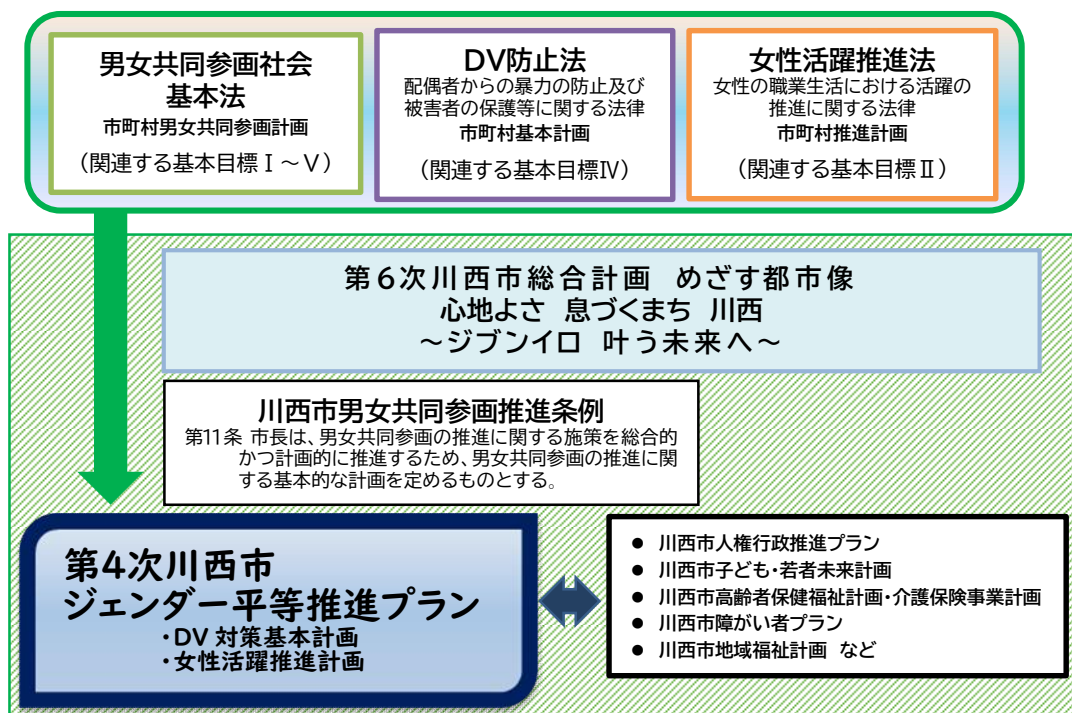 男女共同参画社会
基本法
市町村男女共同参画計画
(関連する基本目標Ⅰ～Ⅴ)
DV防止法
配偶者からの暴力の防止及び
被害者の保護等に関する法律
市町村基本計画
(関連する基本目標Ⅳ)
女性活躍推進法
女性の職業生活における活躍の
推進に関する法律
市町村推進計画
(関連する基本目標Ⅱ)
第6次川西市総合計画 めざす都市像
心地よさ 息づくまち 川西
～ジブンイロ 叶う未来へ～
川西市男女共同参画推進条例
第11条 市長は、男女共同参画の推進に関する施策を総合的
かつ計画的に推進するため、男女共同参画の推進に関
する基本的な計画を定めるものとする。
第4次川西市
ジェンダー平等推進プラン
・DV 対策基本計画
・女性活躍推進計画
● 川西市人権行政推進プラン
● 川西市子ども・若者未来計画
● 川西市高齢者保健福祉計画・介護保険事業計画
● 川西市障がい者プラン
● 川西市地域福祉計画 など